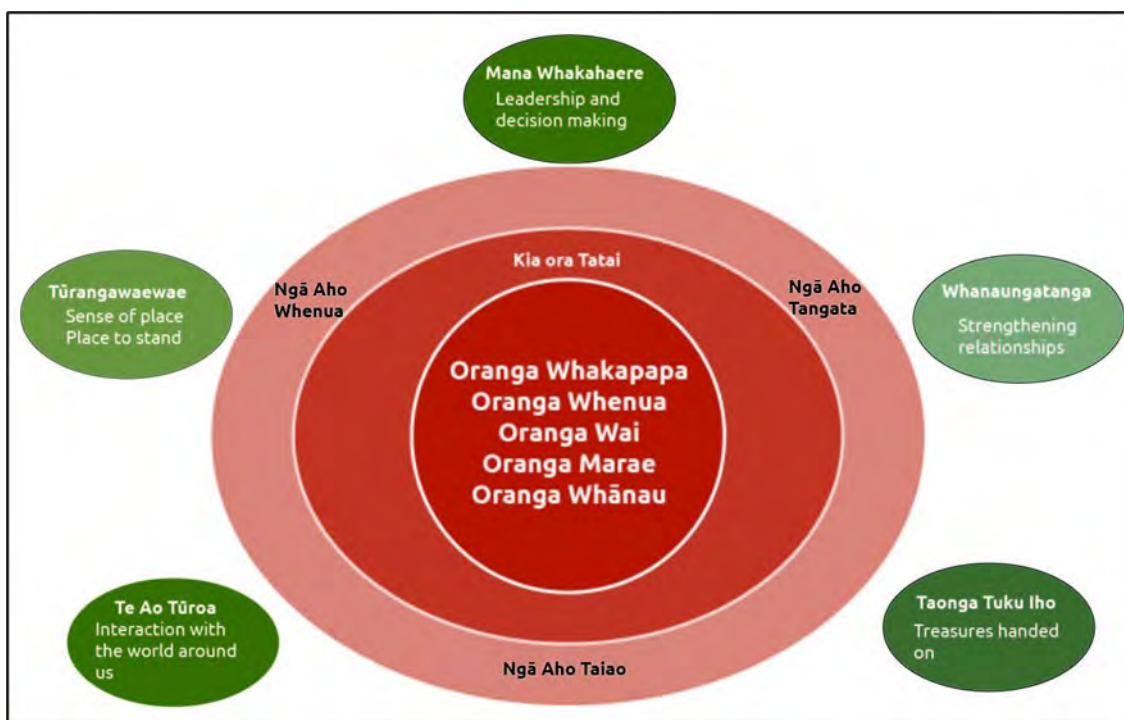 Mana Whakahaere
Leadership and
decision making
Tūrangawaewae
Sense of place
Place to stand
Ngā Aho
Whenua
Kia ora Tatai
Ngā Aho
Tangata
Whanaungatanga
Strengthening
relationships
Oranga Whakapapa
Oranga Whenua
Oranga Wai
Oranga Marae
Oranga Whānau
Te Ao Tūroa
Interaction with
the world around
us
Ngā Aho Taiao
Taonga Tuku Iho
Treasures handed
on